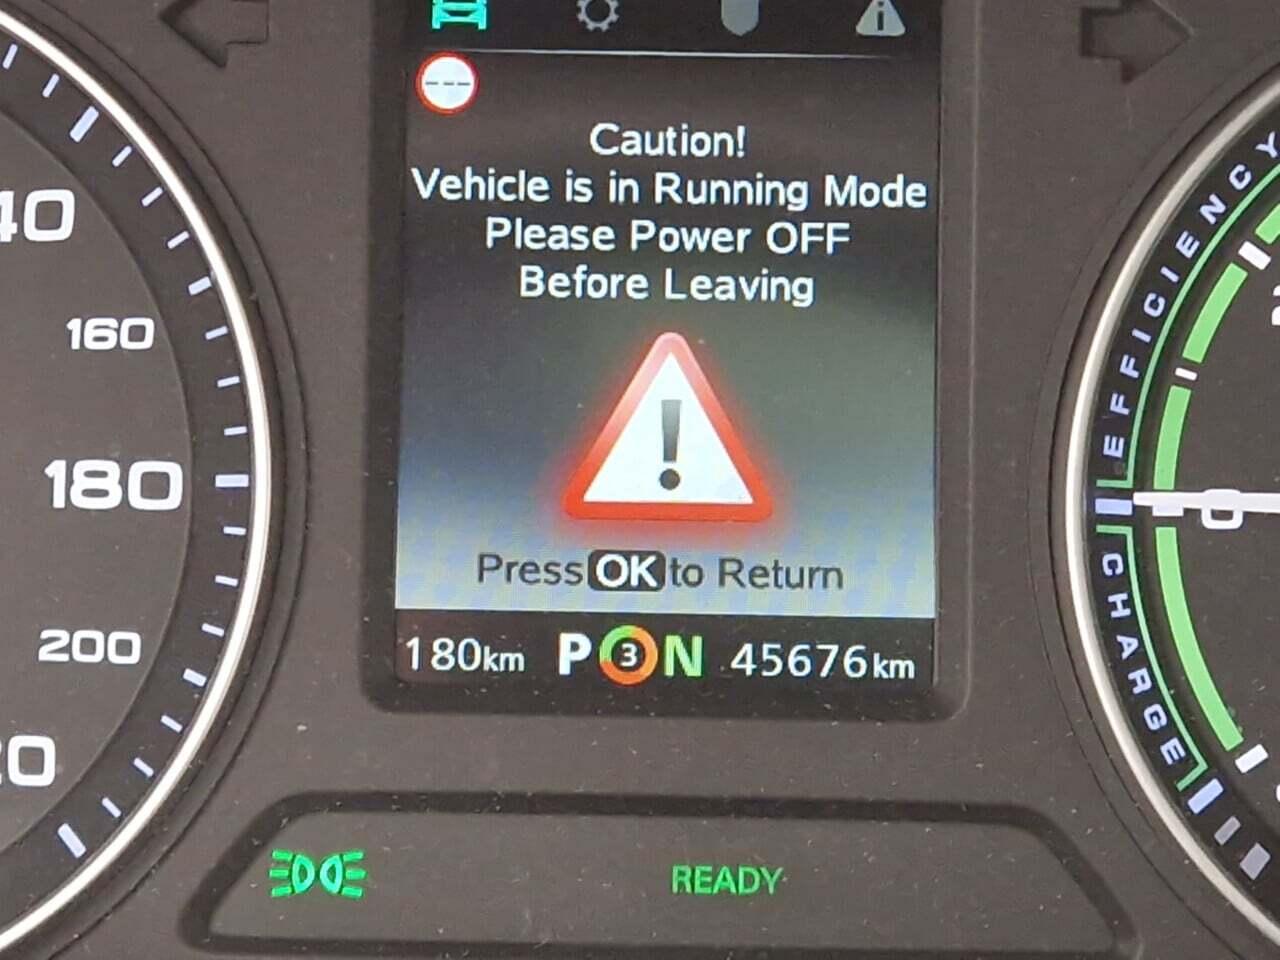 Caution!
Vehicle is in Running Mode
Please Power OFF
Before Leaving
Press OK to Return
180km P 3 N 45676km
160
180
200
EFFICIENCY
0
CHARGE
READY